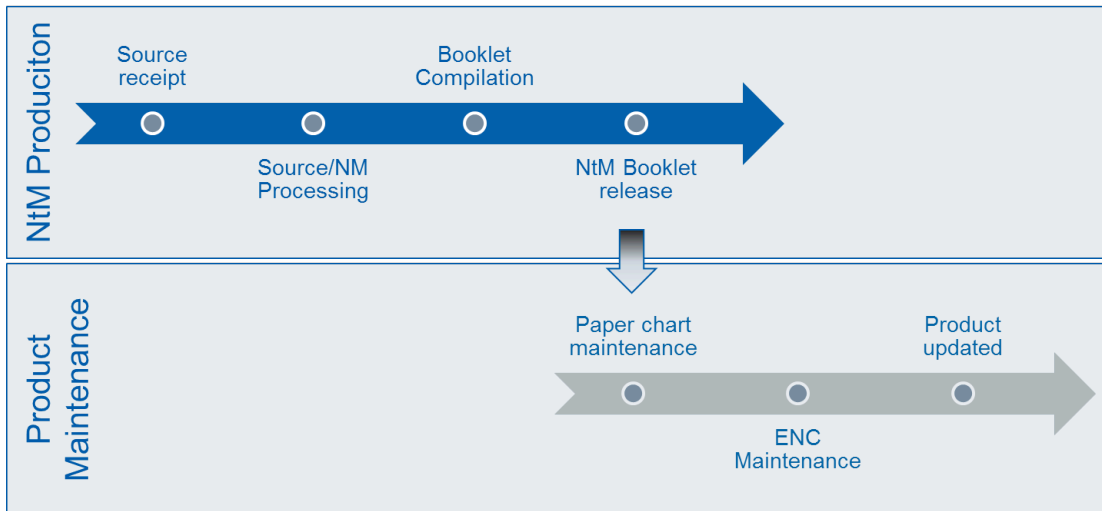 NtM Produciton
Source
receipt
Booklet
Compilation
Source/NM
Processing
NtM Booklet
release
Product
Maintenance
Paper chart
maintenance
Product
updated
ENC
Maintenance